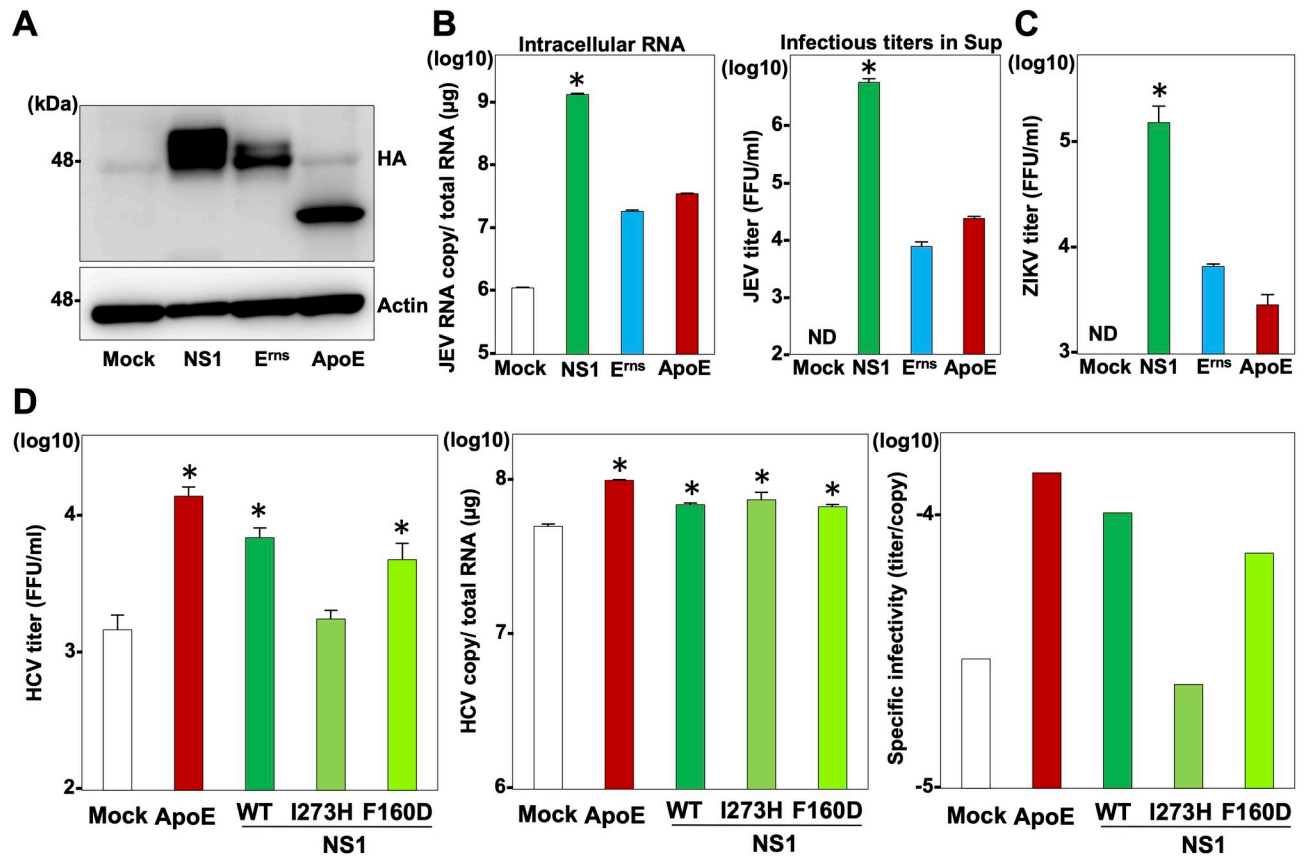 A
(kDa)
48
HA
48
Actin
Mock NS1 Erns ApoE
B
Intracellular RNA
(log10)
JEV RNA copy/ total RNA (μg)
9
*
8
7
6
5
Mock NS1 Erns ApoE
Infectious titers in Sup
(log10)
JEV titer (FFU/ml)
*
6
5
4
3
2
ND
Mock NS1 Erns ApoE
C
(log10)
ZIKV titer (FFU/ml)
*
5
4
3
ND
Mock NS1 Erns ApoE
D
(log10)
HCV titer (FFU/ml)
4
3
2
* * *
Mock ApoE WT I273H F160D
NS1
(log10)
HCV copy/ total RNA (μg)
8
7
6
* * * *
Mock ApoE WT I273H F160D
NS1
(log10)
Specific infectivity (titer/copy)
-4
-5
Mock ApoE WT I273H F160D
NS1